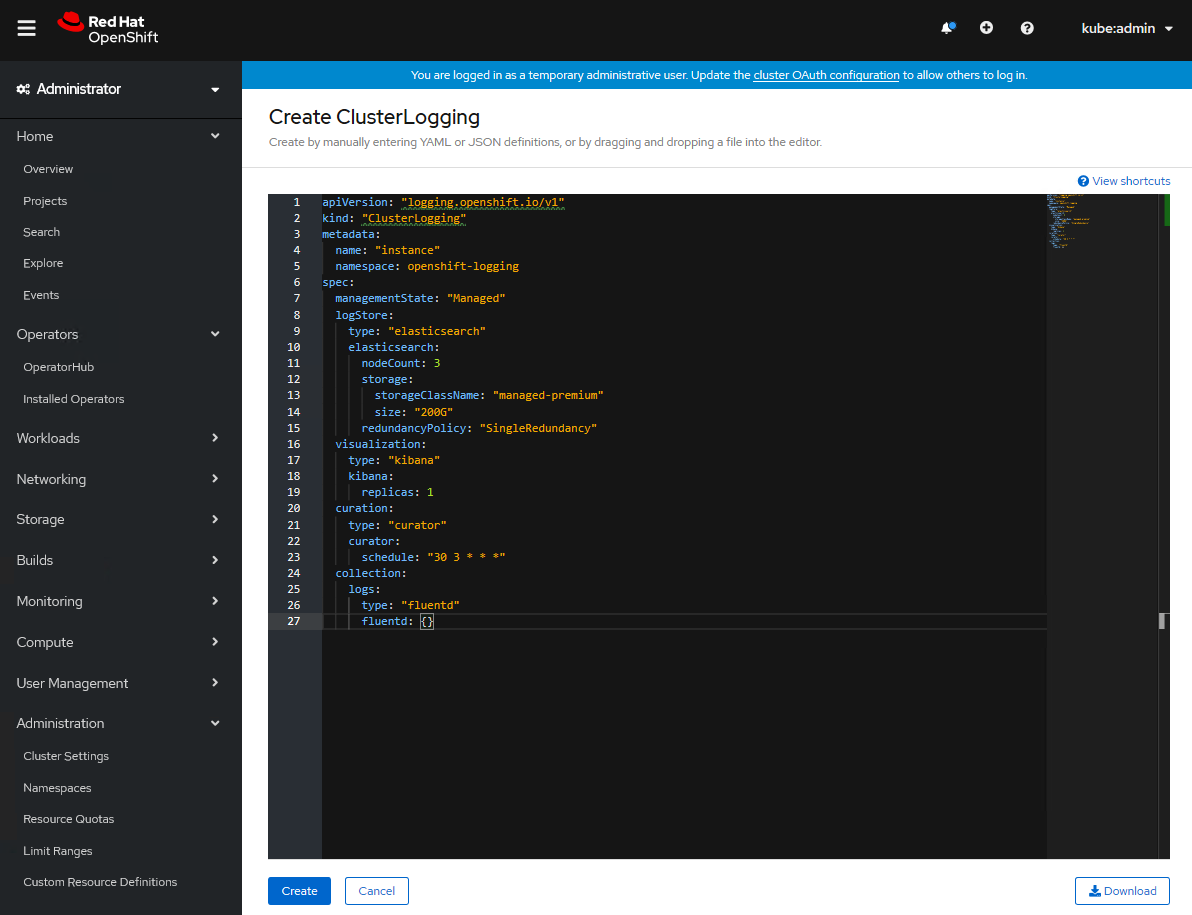 Red Hat
OpenShift
kube:admin
Administrator
Home
Overview
Projects
Search
Explore
Events
Operators
OperatorHub
Installed Operators
Workloads
Networking
Storage
Builds
Monitoring
Compute
User Management
Administration
Cluster Settings
Namespaces
Resource Quotas
Limit Ranges
Custom Resource Definitions
You are logged in as a temporary administrative user. Update the cluster OAuth configuration to allow others to log in.
Create ClusterLogging
Create by manually entering YAML or JSON definitions, or by dragging and dropping a file into the editor.
View shortcuts
1 apiVersion: "logging.openshift.io/v1"
2 kind: "ClusterLogging"
3 metadata:
4   name: "instance"
5   namespace: openshift-logging
6 spec:
7   managementState: "Managed"
8   logStore:
9     type: "elasticsearch"
10     elasticsearch:
11       nodeCount: 3
12       storage:
13         storageClassName: "managed-premium"
14         size: "200G"
15       redundancyPolicy: "SingleRedundancy"
16   visualization:
17     type: "kibana"
18     kibana:
19       replicas: 1
20   curation:
21     type: "curator"
22     curator:
23       schedule: "30 3 * * *"
24   collection:
25     logs:
26       type: "fluentd"
27       fluentd: {}
Create
Cancel
Download